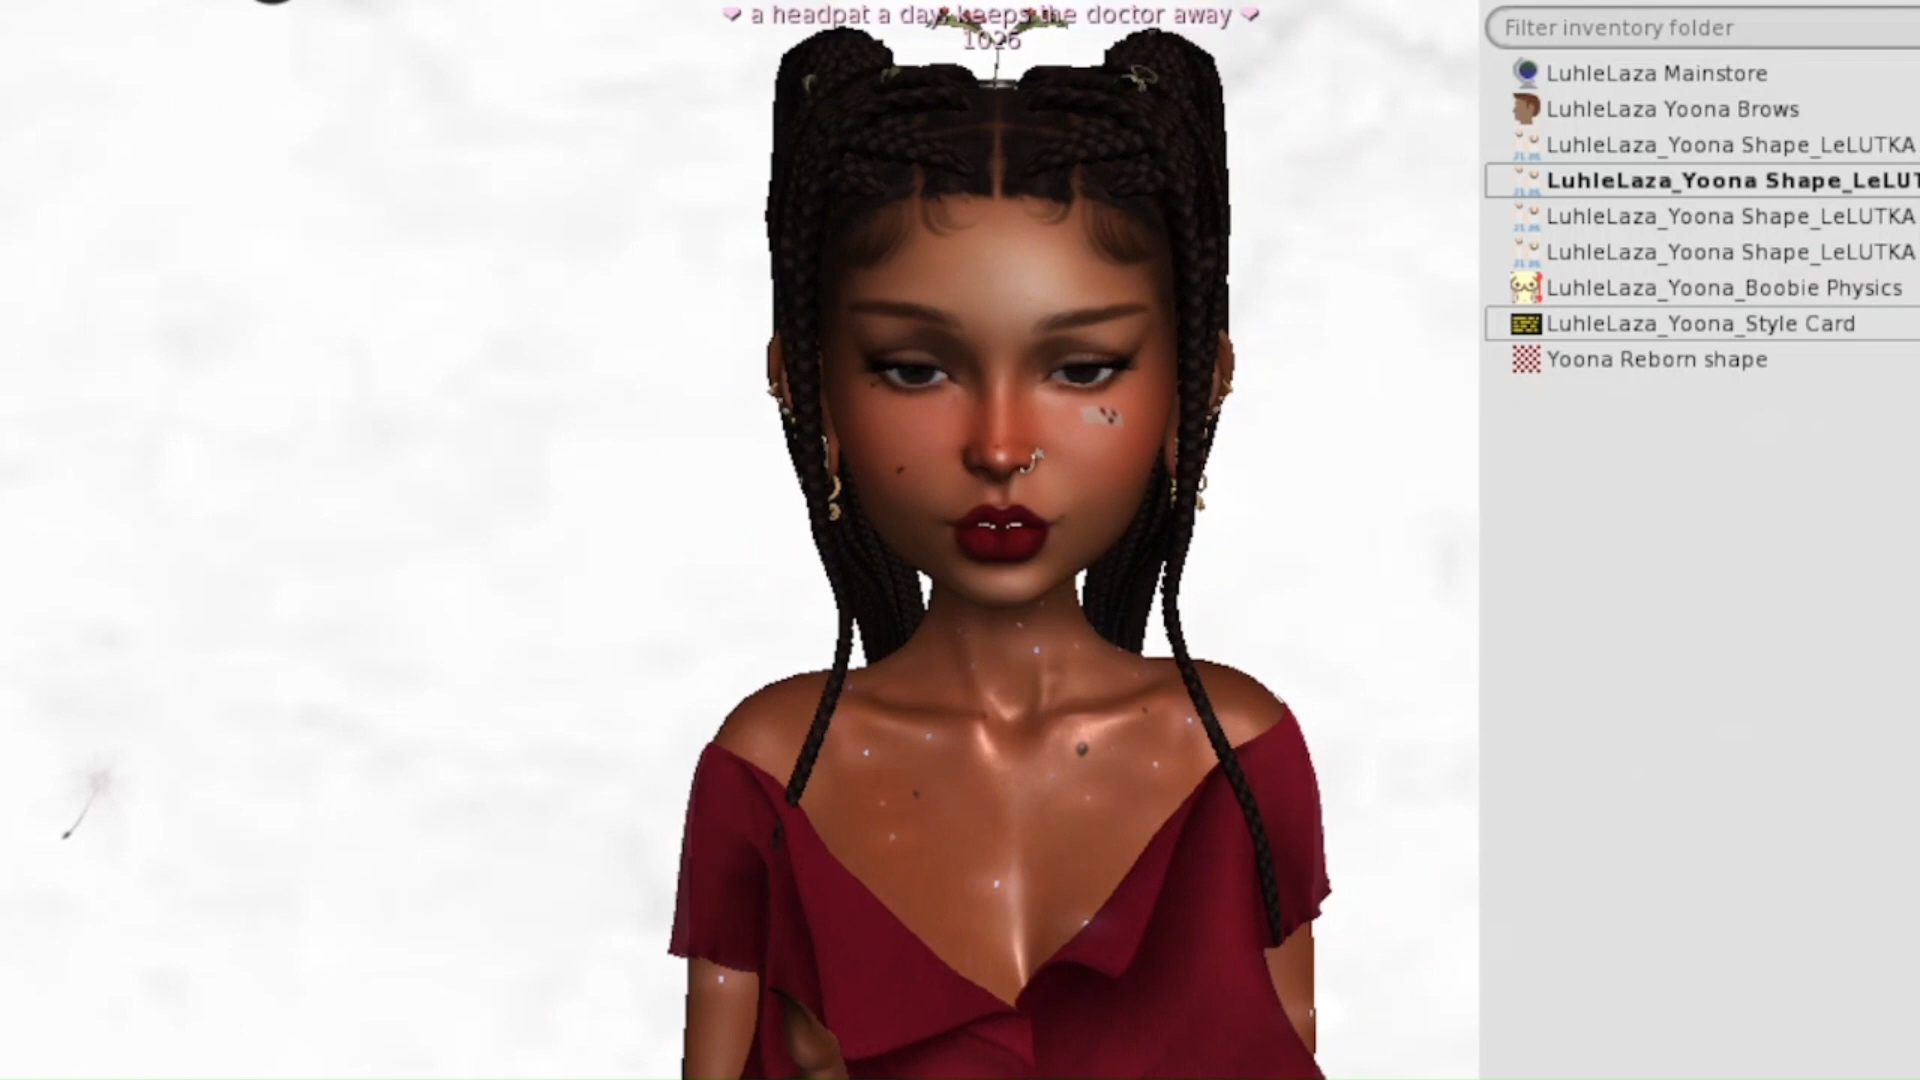 ❤ a headpat a day keeps the doctor away ❤
1026
Filter inventory folder
LuhleLaza Mainstore
LuhleLaza Yoona Brows
LuhleLaza_Yoona Shape_LeLUTKA
LuhleLaza_Yoona Shape_LeLUT
LuhleLaza_Yoona Shape_LeLUTKA
LuhleLaza_Yoona Shape_LeLUTKA
LuhleLaza_Yoona_Boobie Physics
LuhleLaza_Yoona_Style Card
Yoona Reborn shape